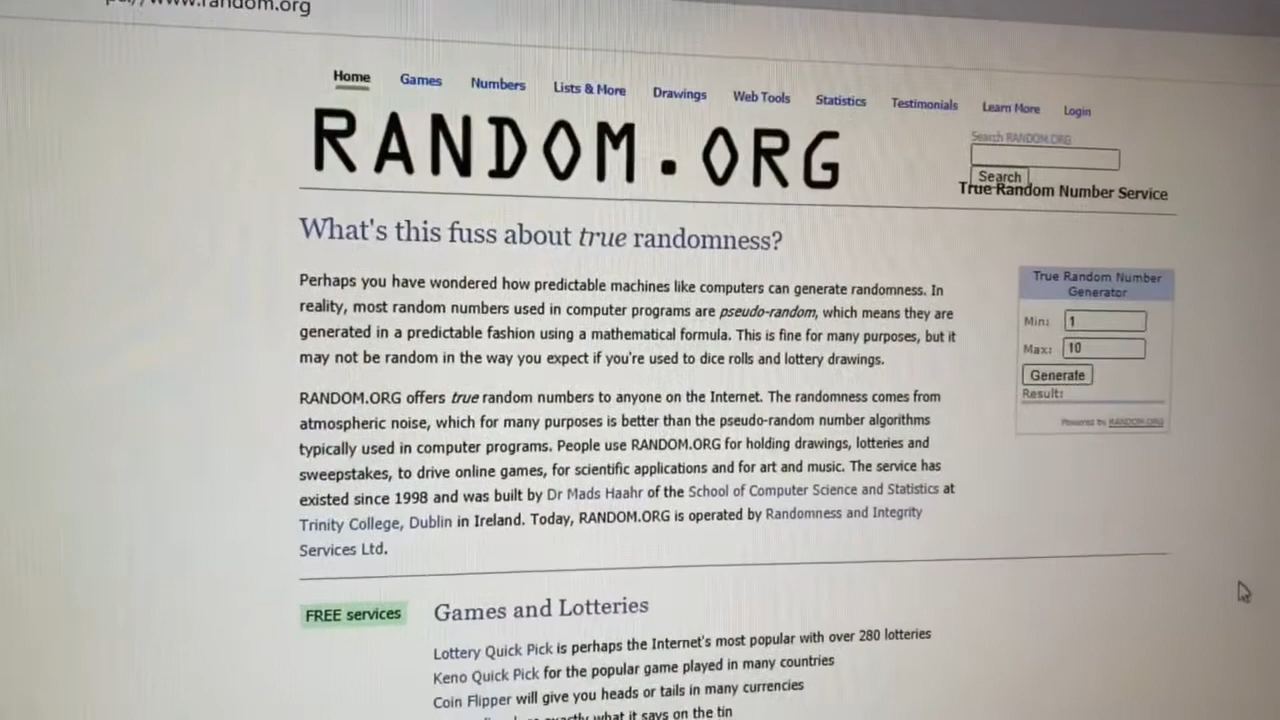 www.random.org
Home Games Numbers Lists & More Drawings Web Tools Statistics Testimonials Learn More Login
RANDOM.ORG
Search RANDOM.ORG
Search
True Random Number Service
What's this fuss about true randomness?
Perhaps you have wondered how predictable machines like computers can generate randomness. In
reality, most random numbers used in computer programs are pseudo-random, which means they are
generated in a predictable fashion using a mathematical formula. This is fine for many purposes, but it
may not be random in the way you expect if you're used to dice rolls and lottery drawings.
RANDOM.ORG offers true random numbers to anyone on the Internet. The randomness comes from
atmospheric noise, which for many purposes is better than the pseudo-random number algorithms
typically used in computer programs. People use RANDOM.ORG for holding drawings, lotteries and
sweepstakes, to drive online games, for scientific applications and for art and music. The service has
existed since 1998 and was built by Dr Mads Haahr of the School of Computer Science and Statistics at
Trinity College, Dublin in Ireland. Today, RANDOM.ORG is operated by Randomness and Integrity
Services Ltd.
True Random Number
Generator
Min: 1
Max: 10
Generate
Result:
Powered by RANDOM.ORG
FREE services
Games and Lotteries
Lottery Quick Pick is perhaps the Internet's most popular with over 280 lotteries
Keno Quick Pick for the popular game played in many countries
Coin Flipper will give you heads or tails in many currencies
exactly what it says on the tin